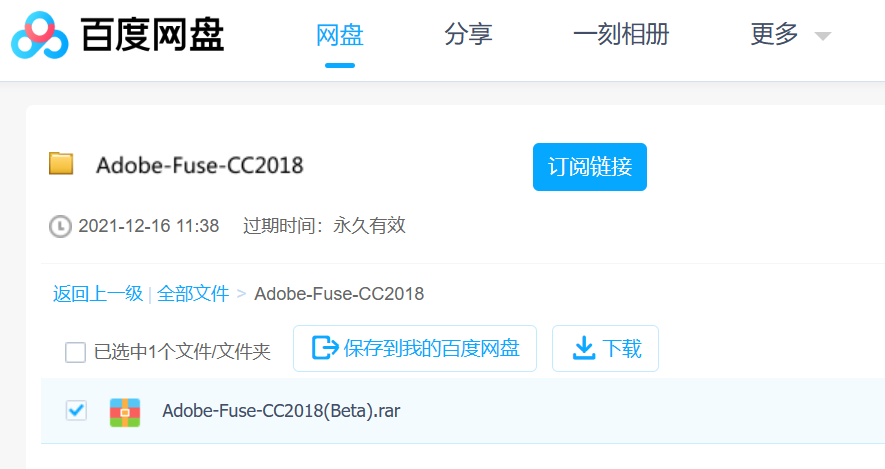 百度网盘 网盘 分享 一刻相册 更多
Adobe-Fuse-CC2018 订阅链接
2021-12-16 11:38 过期时间：永久有效
返回上一级 | 全部文件 > Adobe-Fuse-CC2018
已选中1个文件/文件夹 保存到我的百度网盘 下载
Adobe-Fuse-CC2018(Beta).rar